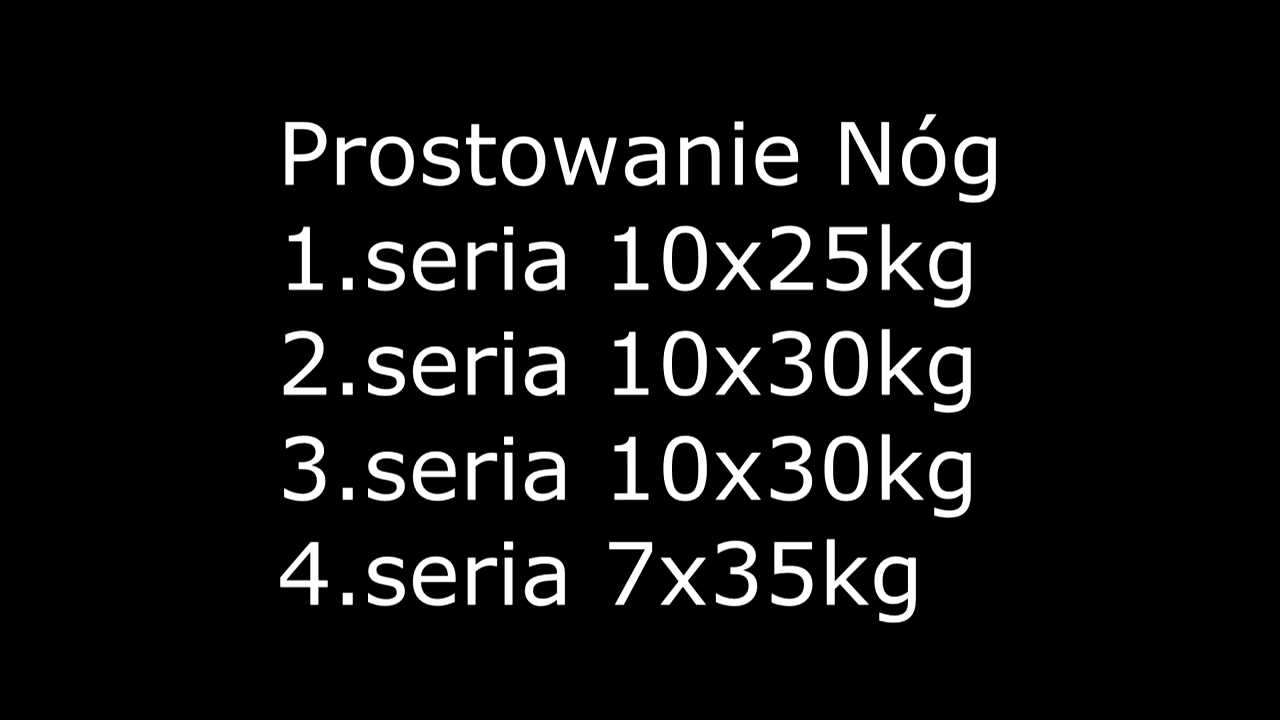 Prostowanie Nóg
1.seria 10x25kg
2.seria 10x30kg
3.seria 10x30kg
4.seria 7x35kg